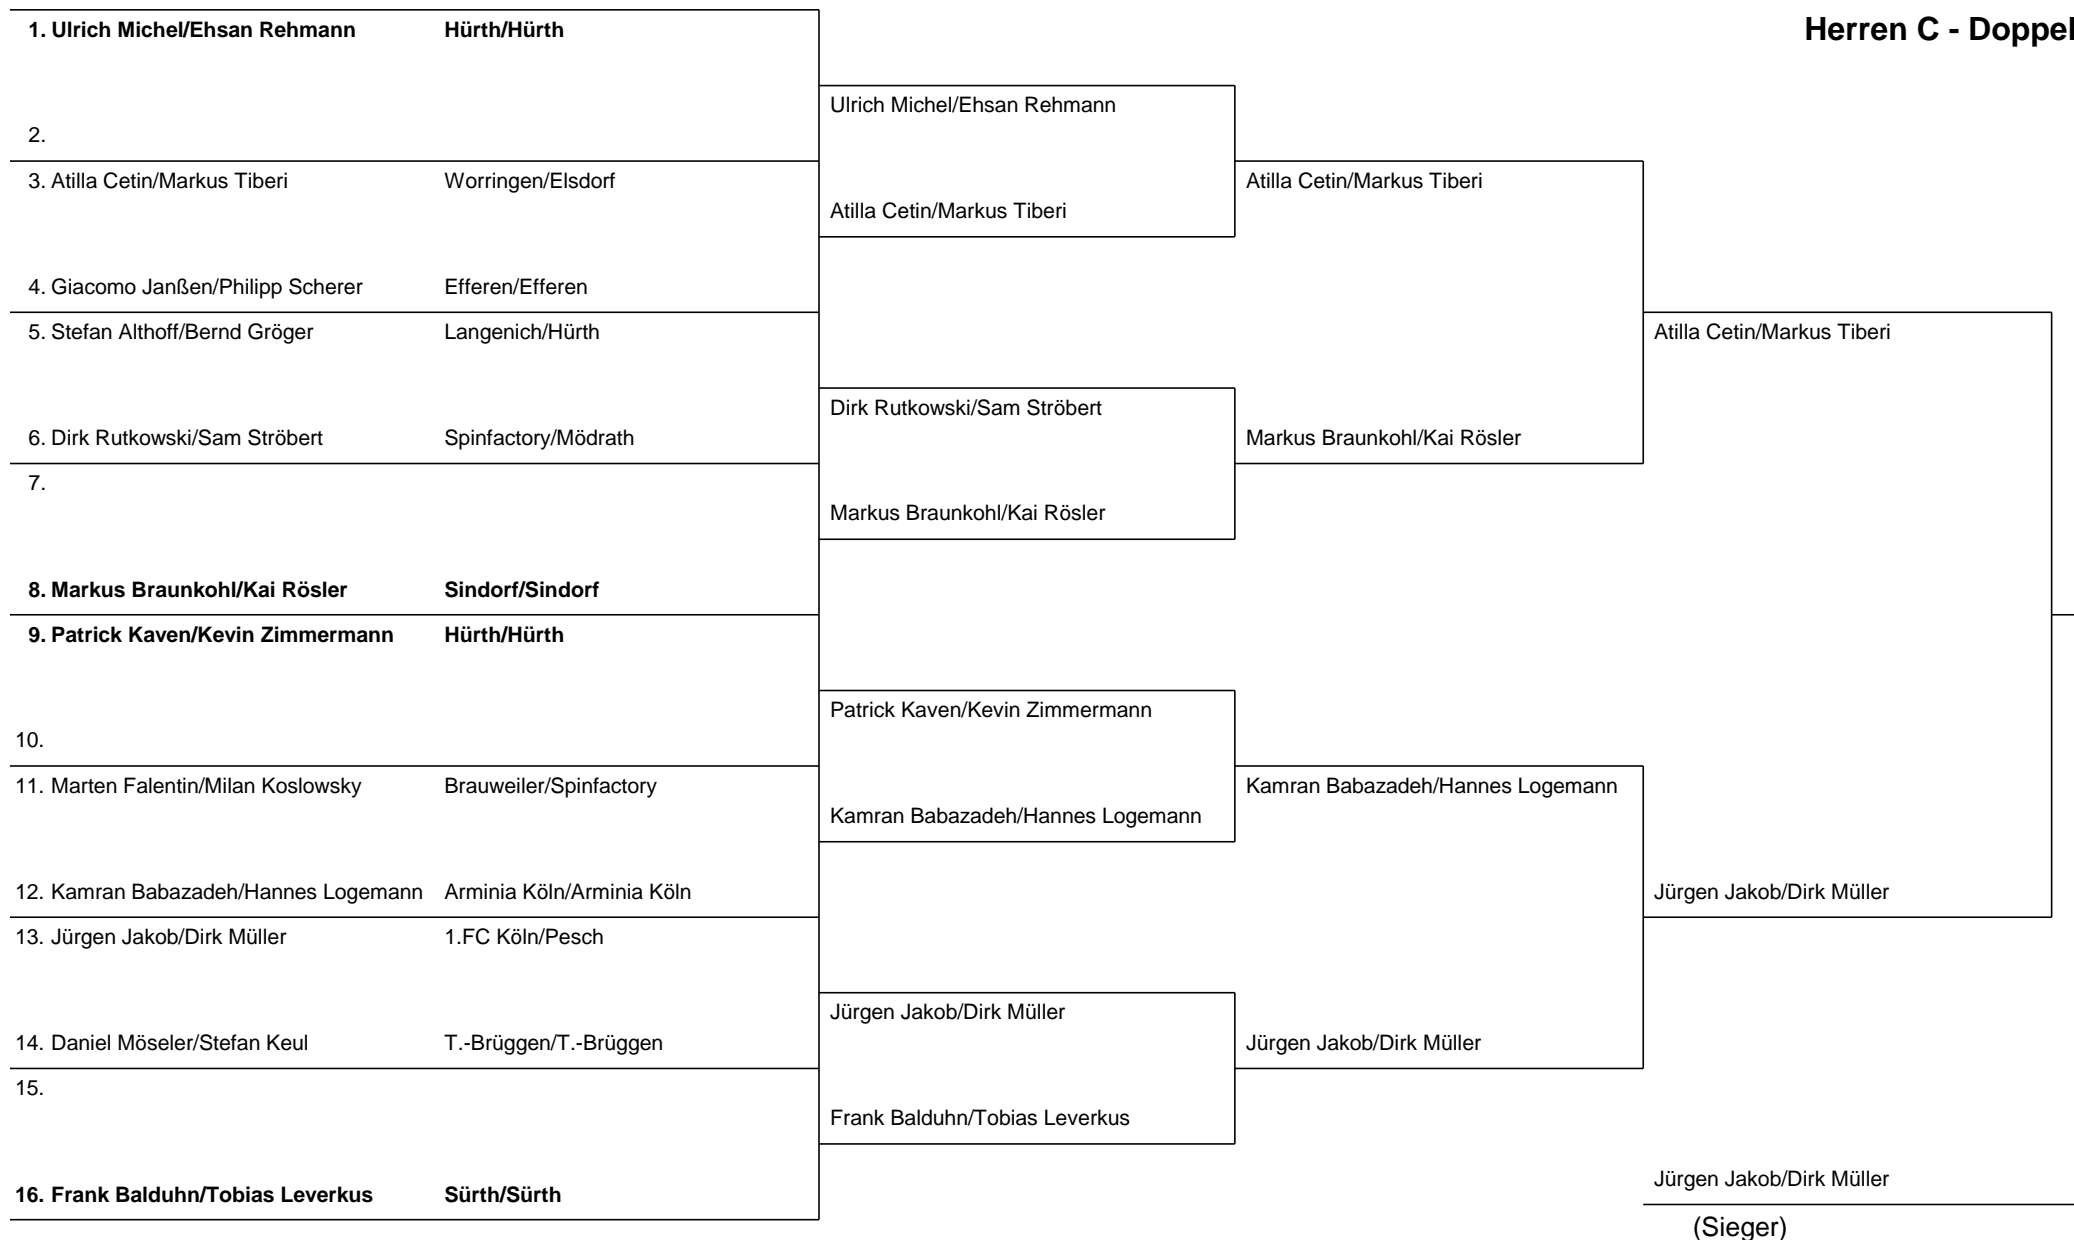 1. Ulrich Michel/Ehsan Rehmann Hürth/Hürth
Herren C - Doppel
Ulrich Michel/Ehsan Rehmann
2.
3. Atilla Cetin/Markus Tiberi Worringen/Elsdorf
Atilla Cetin/Markus Tiberi
Atilla Cetin/Markus Tiberi
4. Giacomo Janßen/Philipp Scherer Efferen/Efferen
5. Stefan Althoff/Bernd Gröger Langenich/Hürth
Atilla Cetin/Markus Tiberi
Dirk Rutkowski/Sam Ströbert
6. Dirk Rutkowski/Sam Ströbert Spinfactory/Mödrath
Markus Braunkohl/Kai Rösler
7.
Markus Braunkohl/Kai Rösler
8. Markus Braunkohl/Kai Rösler Sindorf/Sindorf
9. Patrick Kaven/Kevin Zimmermann Hürth/Hürth
Patrick Kaven/Kevin Zimmermann
10.
11. Marten Falentin/Milan Koslowsky Brauweiler/Spinfactory
Kamran Babazadeh/Hannes Logemann
Kamran Babazadeh/Hannes Logemann
12. Kamran Babazadeh/Hannes Logemann Arminia Köln/Arminia Köln
Jürgen Jakob/Dirk Müller
13. Jürgen Jakob/Dirk Müller 1.FC Köln/Pesch
Jürgen Jakob/Dirk Müller
14. Daniel Möseler/Stefan Keul T.-Brüggen/T.-Brüggen
Jürgen Jakob/Dirk Müller
15.
Frank Balduhn/Tobias Leverkus
Jürgen Jakob/Dirk Müller
16. Frank Balduhn/Tobias Leverkus Sürth/Sürth
(Sieger)